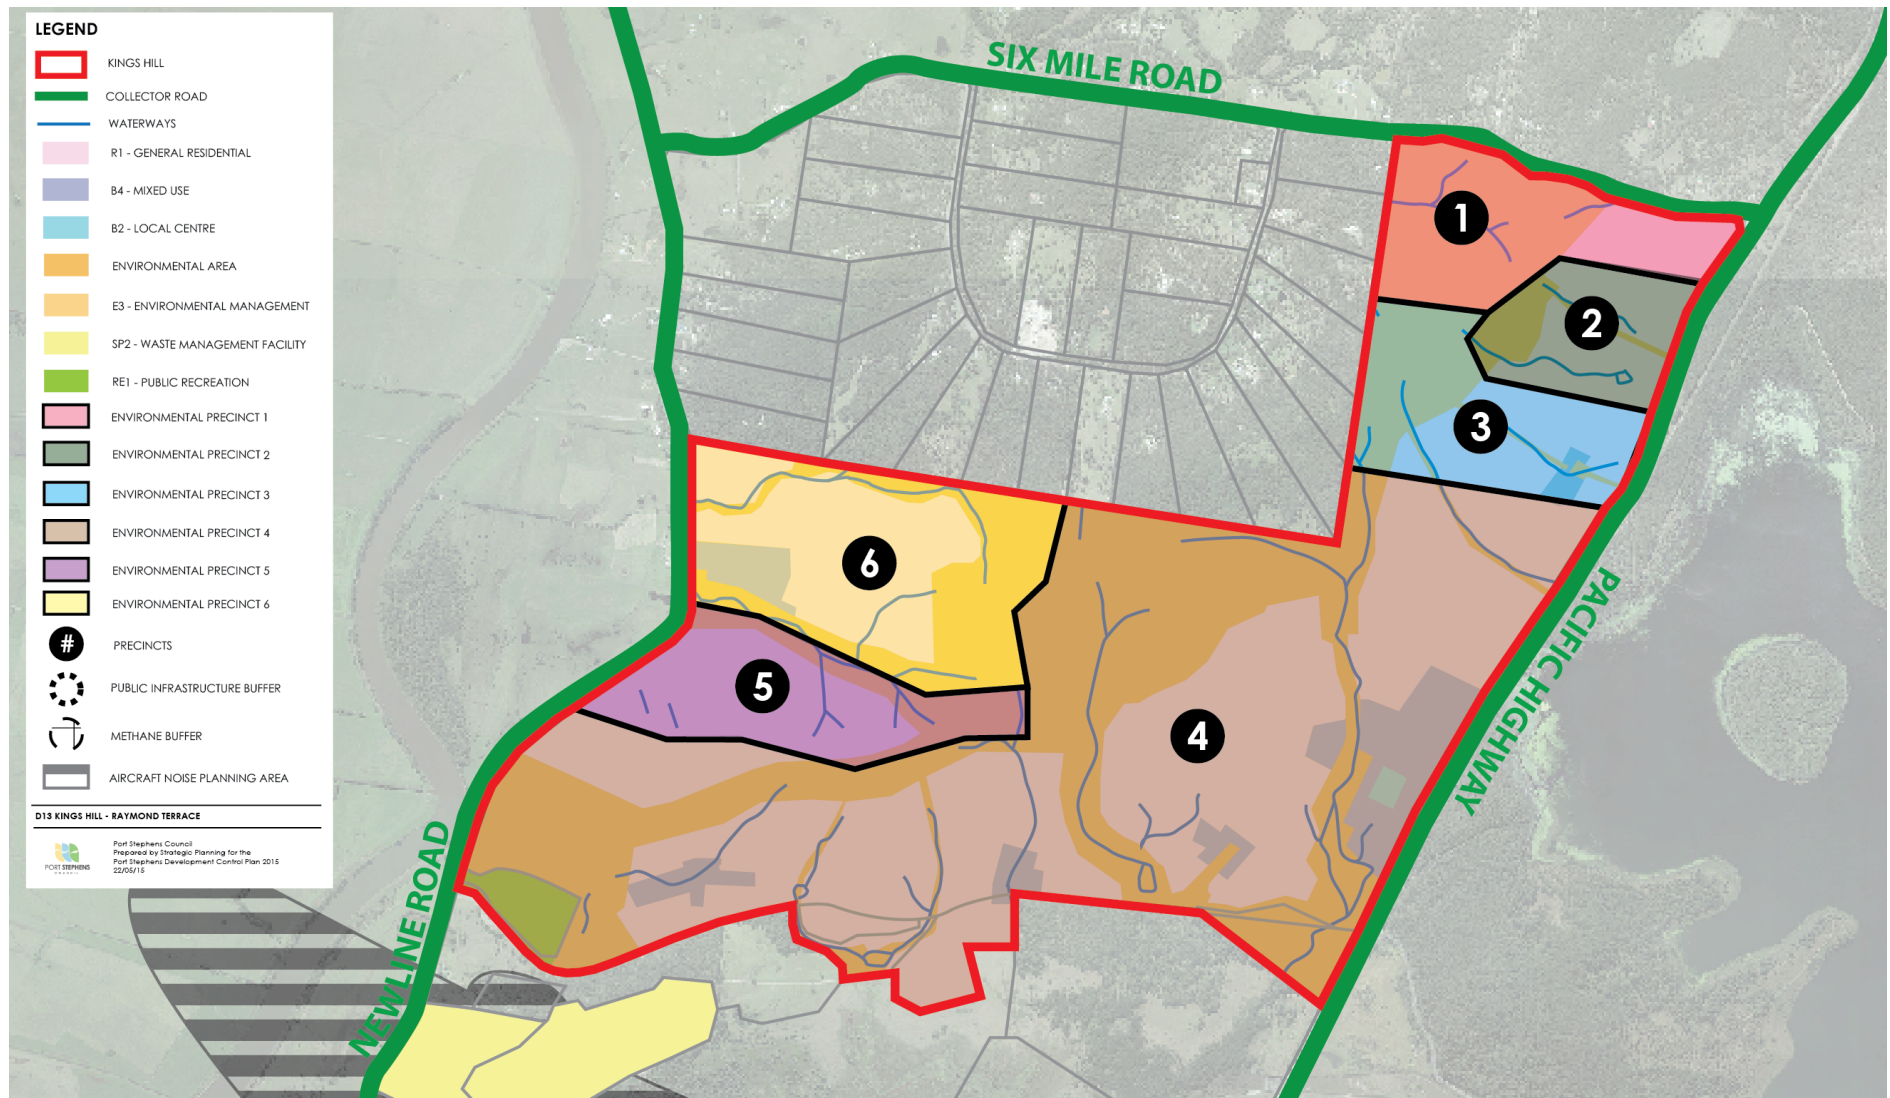 LEGEND
KINGS HILL
COLLECTOR ROAD
WATERWAYS
R1 - GENERAL RESIDENTIAL
B4 - MIXED USE
B2 - LOCAL CENTRE
ENVIRONMENTAL AREA
E3 - ENVIRONMENTAL MANAGEMENT
SP2 - WASTE MANAGEMENT FACILITY
RE1 - PUBLIC RECREATION
ENVIRONMENTAL PRECINCT 1
ENVIRONMENTAL PRECINCT 2
ENVIRONMENTAL PRECINCT 3
ENVIRONMENTAL PRECINCT 4
ENVIRONMENTAL PRECINCT 5
ENVIRONMENTAL PRECINCT 6
# PRECINCTS
PUBLIC INFRASTRUCTURE BUFFER
METHANE BUFFER
AIRCRAFT NOISE PLANNING AREA
D13 KINGS HILL - RAYMOND TERRACE
PORT STEPHENS
COUNCIL
Port Stephens Council
Prepared by Strategic Planning for the
Port Stephens Development Control Plan 2015
22/05/15
SIX MILE ROAD
1
2
3
6
5
4
PACIFIC HIGHWAY
NEWLINE ROAD